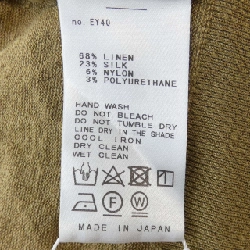 no. EY40
68% LINEN
23% SILK
6% NYLON
3% POLYURETHANE
HAND WASH
DO NOT BLEACH
DO NOT TUMBLE DRY
LINE DRY IN THE SHADE
COOL IRON
DRY CLEAN
WET CLEAN
MADE IN JAPAN